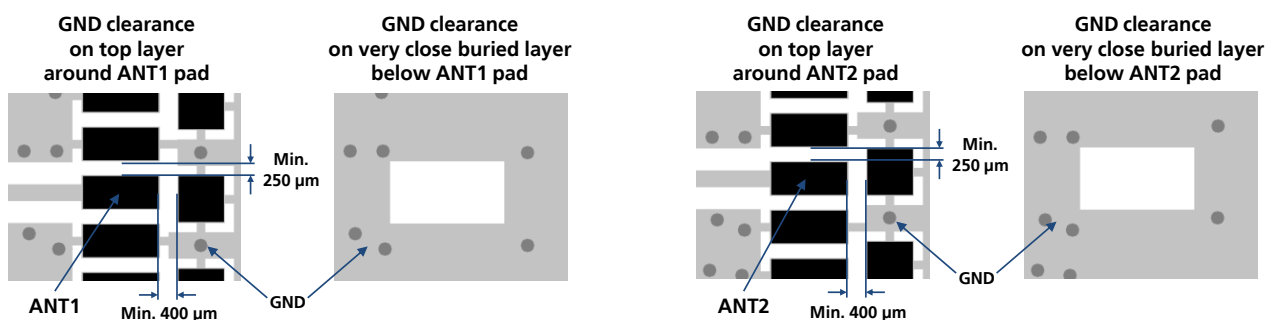 GND clearance
on top layer
around ANT1 pad
GND clearance
on very close buried layer
below ANT1 pad
Min.
250 µm
ANT1
Min. 400 µm
GND
GND clearance
on top layer
around ANT2 pad
GND clearance
on very close buried layer
below ANT2 pad
Min.
250 µm
ANT2
Min. 400 µm
GND